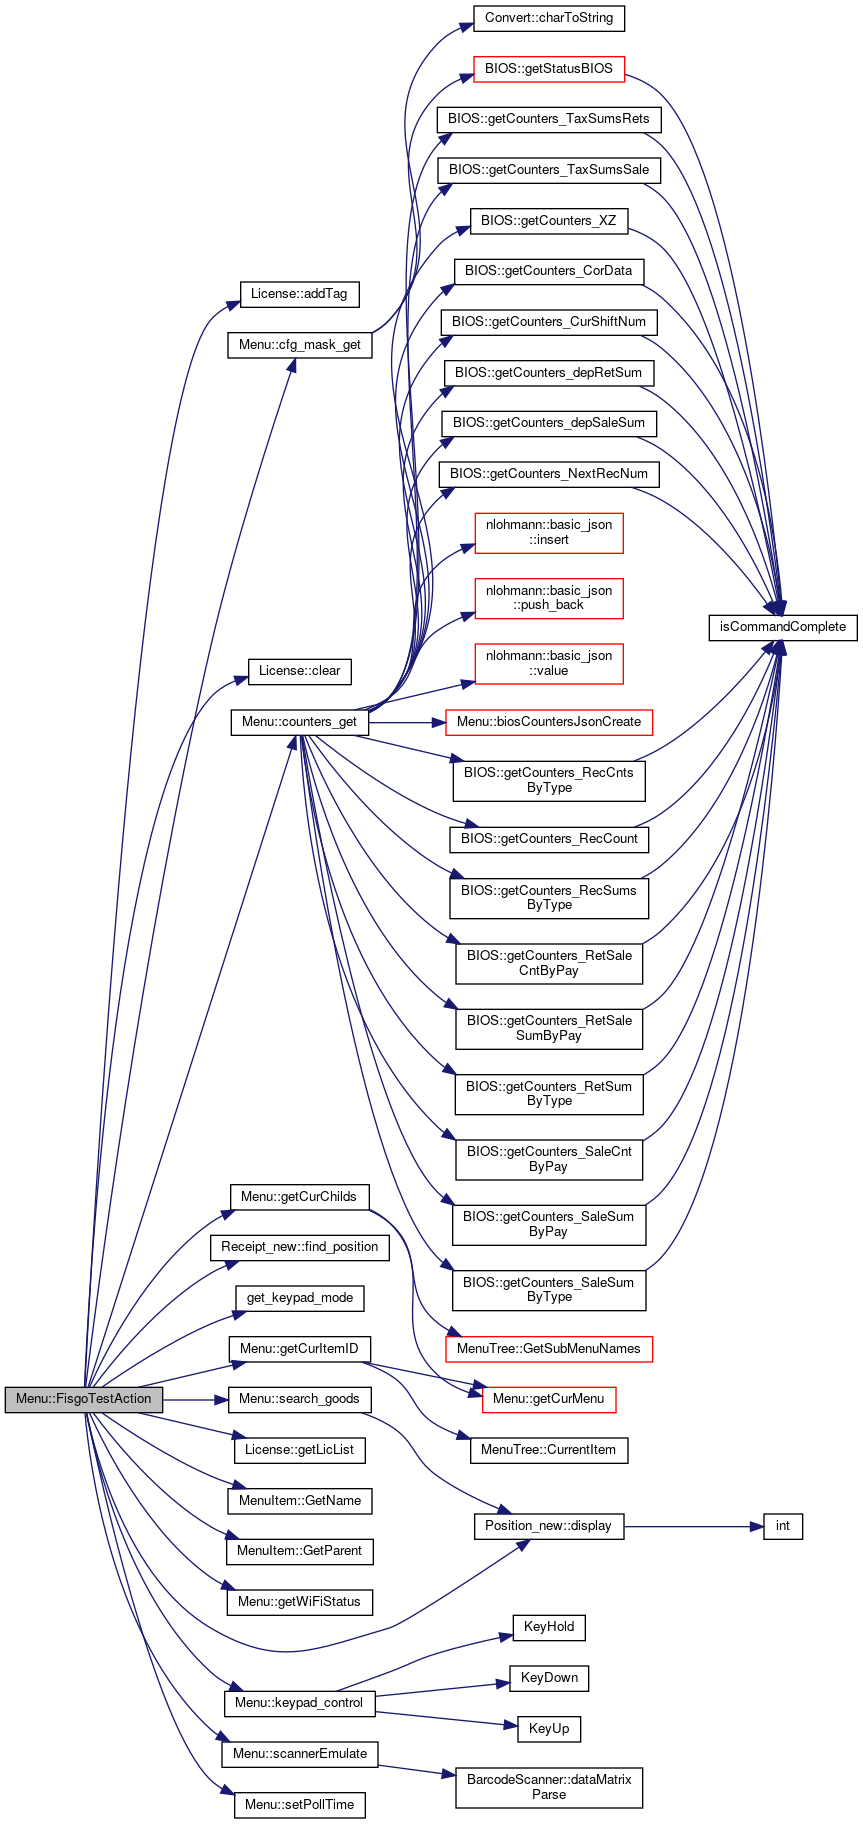 Convert::charToString
BIOS::getStatusBIOS
BIOS::getCounters_TaxSumsRets
BIOS::getCounters_TaxSumsSale
BIOS::getCounters_XZ
BIOS::getCounters_CorData
License::addTag
BIOS::getCounters_CurShiftNum
Menu::cfg_mask_get
BIOS::getCounters_depRetSum
BIOS::getCounters_depSaleSum
BIOS::getCounters_NextRecNum
nlohmann::basic_json
::insert
nlohmann::basic_json
::push_back
isCommandComplete
nlohmann::basic_json
::value
License::clear
Menu::counters_get
Menu::biosCountersJsonCreate
BIOS::getCounters_RecCnts
ByType
BIOS::getCounters_RecCount
BIOS::getCounters_RecSums
ByType
BIOS::getCounters_RetSale
CntByPay
BIOS::getCounters_RetSale
SumByPay
BIOS::getCounters_RetSum
ByType
BIOS::getCounters_SaleCnt
ByPay
Menu::getCurChilds
BIOS::getCounters_SaleSum
ByPay
Receipt_new::find_position
BIOS::getCounters_SaleSum
ByType
get_keypad_mode
Menu::getCurItemID
MenuTree::GetSubMenuNames
Menu::FisgoTestAction
Menu::search_goods
Menu::getCurMenu
License::getLicList
MenuTree::CurrentItem
MenuItem::GetName
Position_new::display
int
MenuItem::GetParent
Menu::getWiFiStatus
KeyHold
KeyDown
Menu::keypad_control
KeyUp
Menu::scannerEmulate
BarcodeScanner::dataMatrix
Parse
Menu::setPollTime